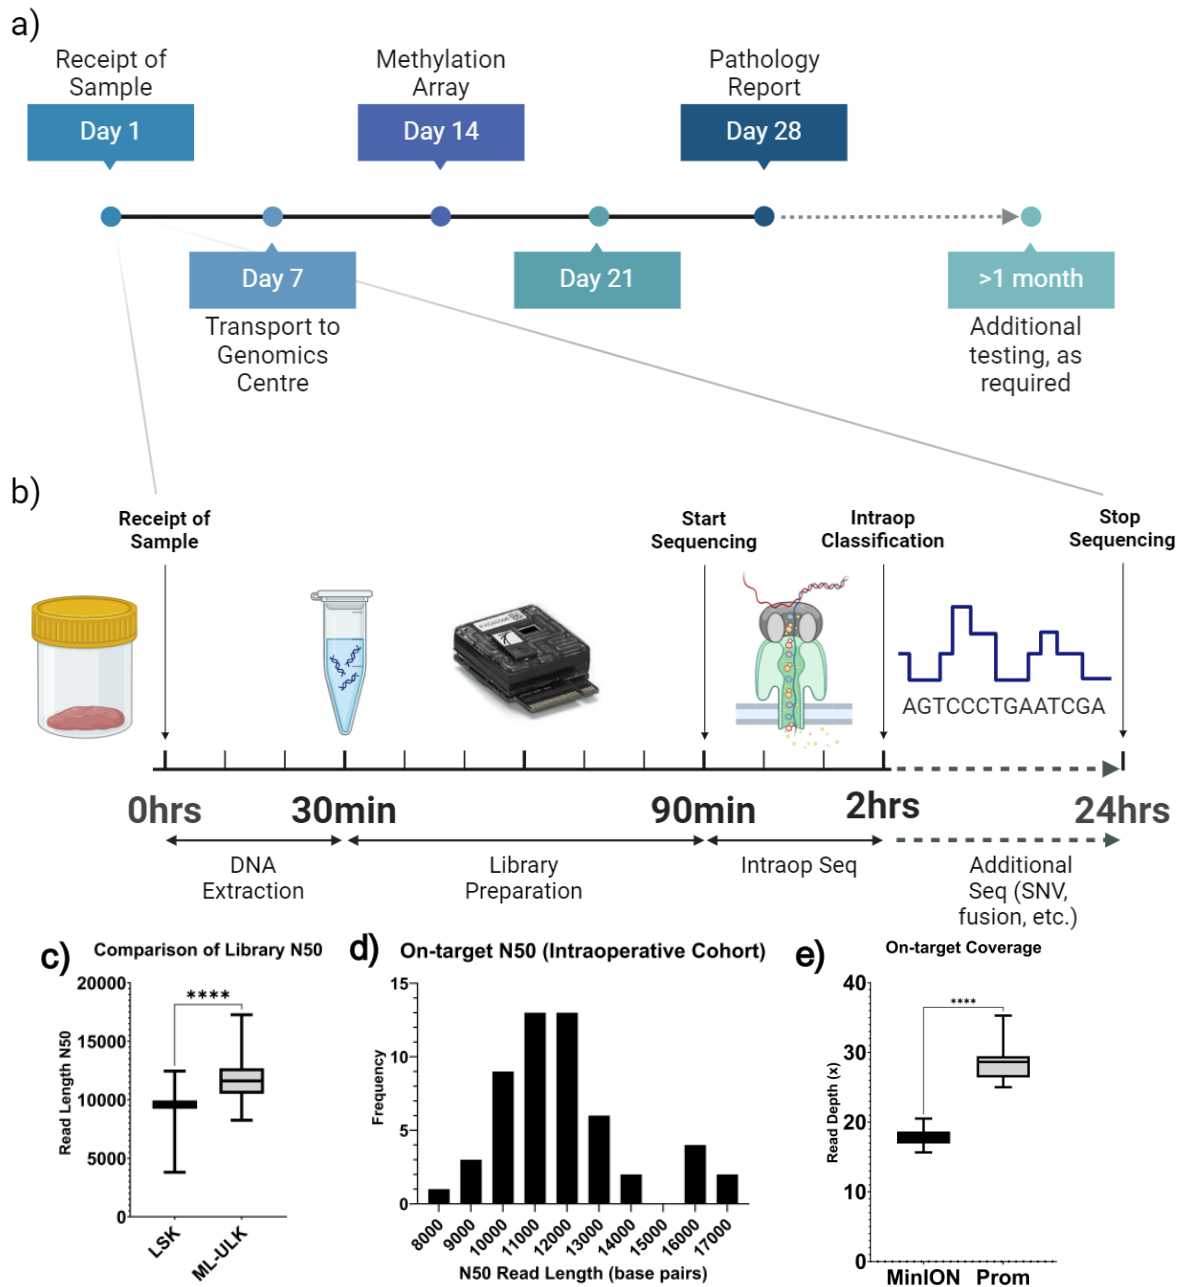 a)
Receipt of
Sample
Day 1
Methylation
Array
Day 14
Pathology
Report
Day 28
Day 7
Transport to
Genomics
Centre
Day 21
>1 month
Additional
testing, as
required
b)
Receipt of
Sample
Start
Sequencing
Intraop
Classification
Stop
Sequencing
AGTCCCTGAATCGA
0hrs
30min
90min
2hrs
24hrs
DNA
Extraction
Library
Preparation
Intraop Seq
Additional
Seq (SNV,
fusion, etc.)
c)
Comparison of Library N50
****
Read Length N50
20000
15000
10000
5000
0
LSK
ML-ULK
d)
On-target N50 (Intraoperative Cohort)
Frequency
15
10
5
0
8000
9000
10000
11000
12000
13000
14000
15000
16000
17000
N50 Read Length (base pairs)
e)
On-target Coverage
****
Read Depth (x)
40
30
20
10
0
MinION
Prom